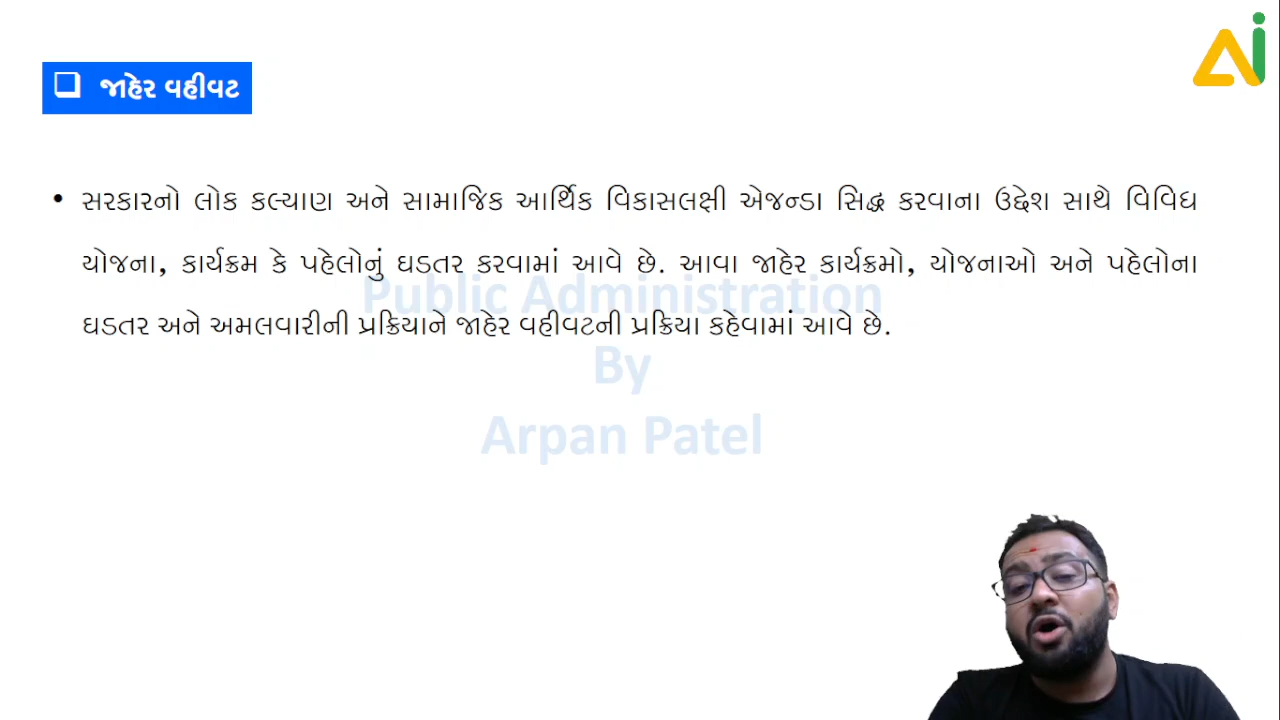 ❑ જાહેર વહીવટ
• સરકારનો લોક કલ્યાણ અને સામાજિક આર્થિક વિકાસલક્ષી એજન્ડા સિદ્ધ કરવાના ઉદ્દેશ સાથે વિવિધ
યોજના, કાર્યક્રમ કે પહેલોનું ઘડતર કરવામાં આવે છે. આવા જાહેર કાર્યક્રમો, યોજનાઓ અને પહેલોના
ઘડતર અને અમલવારીની પ્રક્રિયાને જાહેર વહીવટની પ્રક્રિયા કહેવામાં આવે છે.
Public Administration
By
Arpan Patel